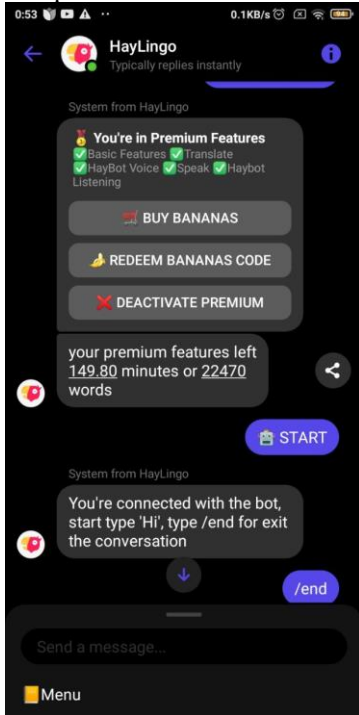 0:53
0.1KB/s
94
HayLingo
Typically replies instantly
System from HayLingo
You're in Premium Features
Basic Features Translate
HayBot Voice Speak Haybot
Listening
BUY BANANAS
REDEEM BANANAS CODE
DEACTIVATE PREMIUM
your premium features left
149.80 minutes or 22470
words
START
System from HayLingo
You're connected with the bot,
start type 'Hi', type /end for exit
the conversation
/end
Send a message...
Menu